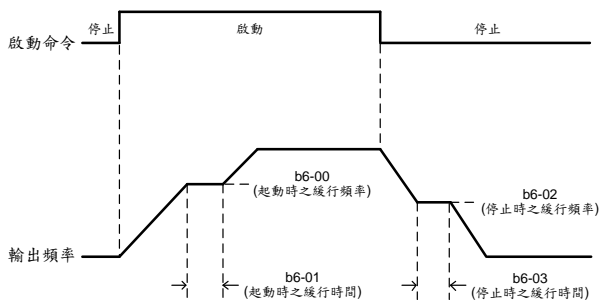 停止
啟動
停止
啟動命令
b6-00
(起動時之緩行頻率)
b6-02
(停止時之緩行頻率)
輸出頻率
b6-01
(起動時之緩行時間)
b6-03
(停止時之緩行時間)